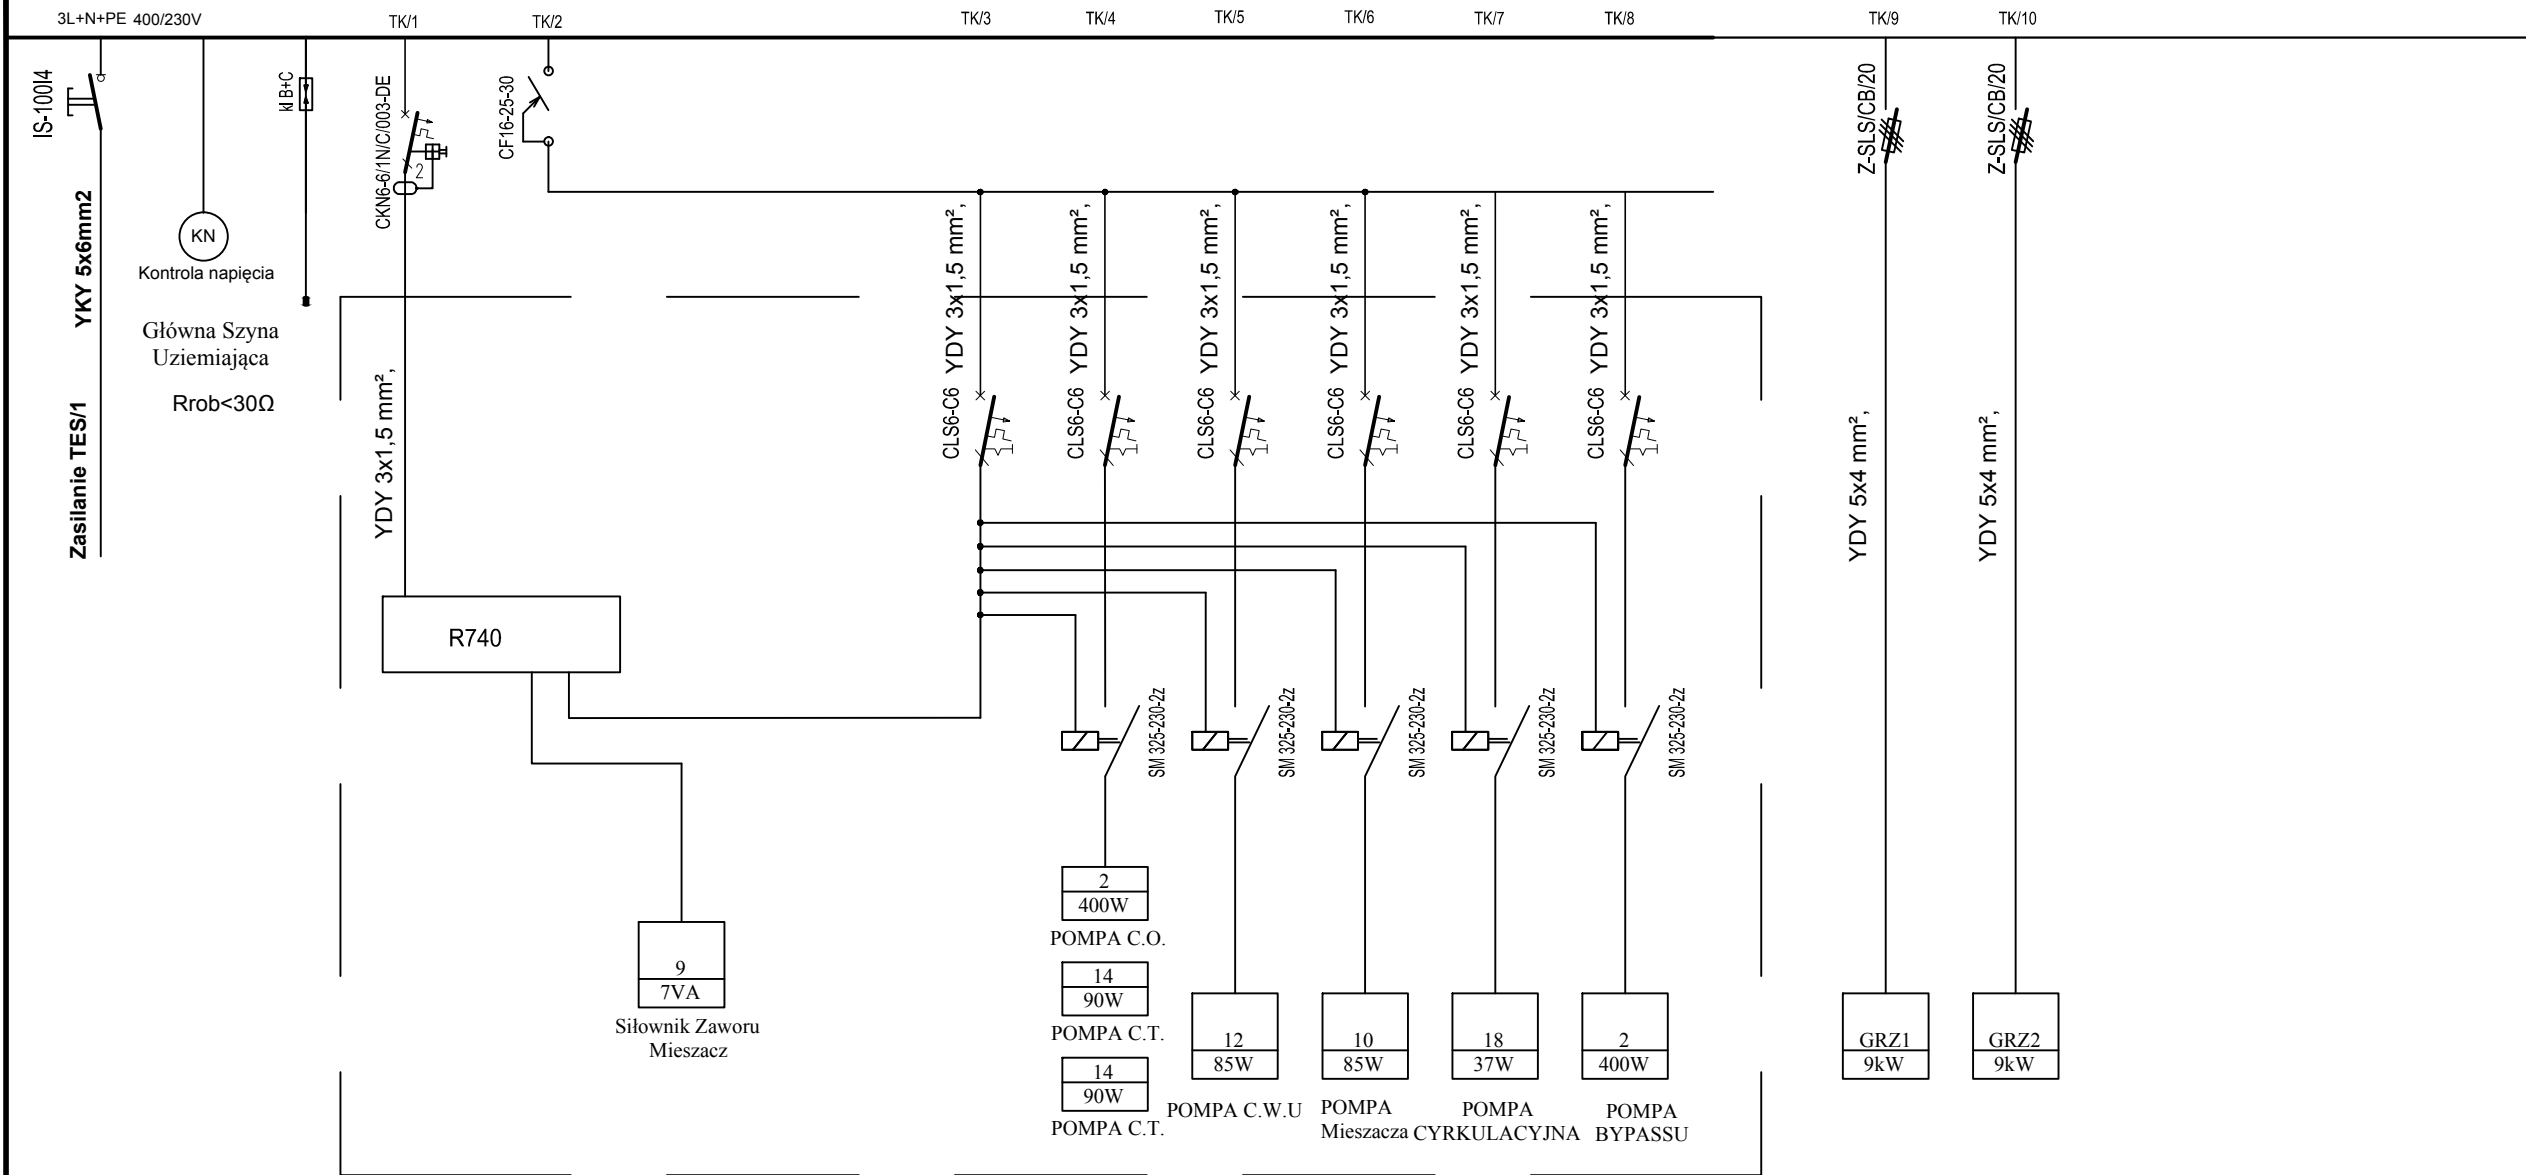 3L+N+PE 400/230V
TK/1
TK/2
TK/3
TK/4
TK/5
TK/6
TK/7
TK/8
TK/9
TK/10
IS-100I4
kl B+C
CKN6-6/1N/C/003-DE
2
CF16-25-30
Z-SLS/CB/20
Z-SLS/CB/20
YKY 5x6mm2
Zasilanie TES/1
KN
Kontrola napięcia
Główna Szyna
Uziemiająca
Rrob<30Ω
YDY 3x1,5 mm²,
YDY 3x1,5 mm²,
YDY 3x1,5 mm²,
YDY 3x1,5 mm²,
YDY 3x1,5 mm²,
YDY 3x1,5 mm²,
YDY 3x1,5 mm²,
CLS6-C6
CLS6-C6
CLS6-C6
CLS6-C6
CLS6-C6
CLS6-C6
YDY 5x4 mm²,
YDY 5x4 mm²,
R740
SM 325-230-2z
SM 325-230-2z
SM 325-230-2z
SM 325-230-2z
SM 325-230-2z
9
7VA
Siłownik Zaworu
Mieszacz
2
400W
POMPA C.O.
14
90W
POMPA C.T.
14
90W
POMPA C.T.
12
85W
POMPA C.W.U
10
85W
POMPA
Mieszacza
18
37W
POMPA
CYRKULACYJNA
2
400W
POMPA
BYPASSU
GRZ1
9kW
GRZ2
9kW